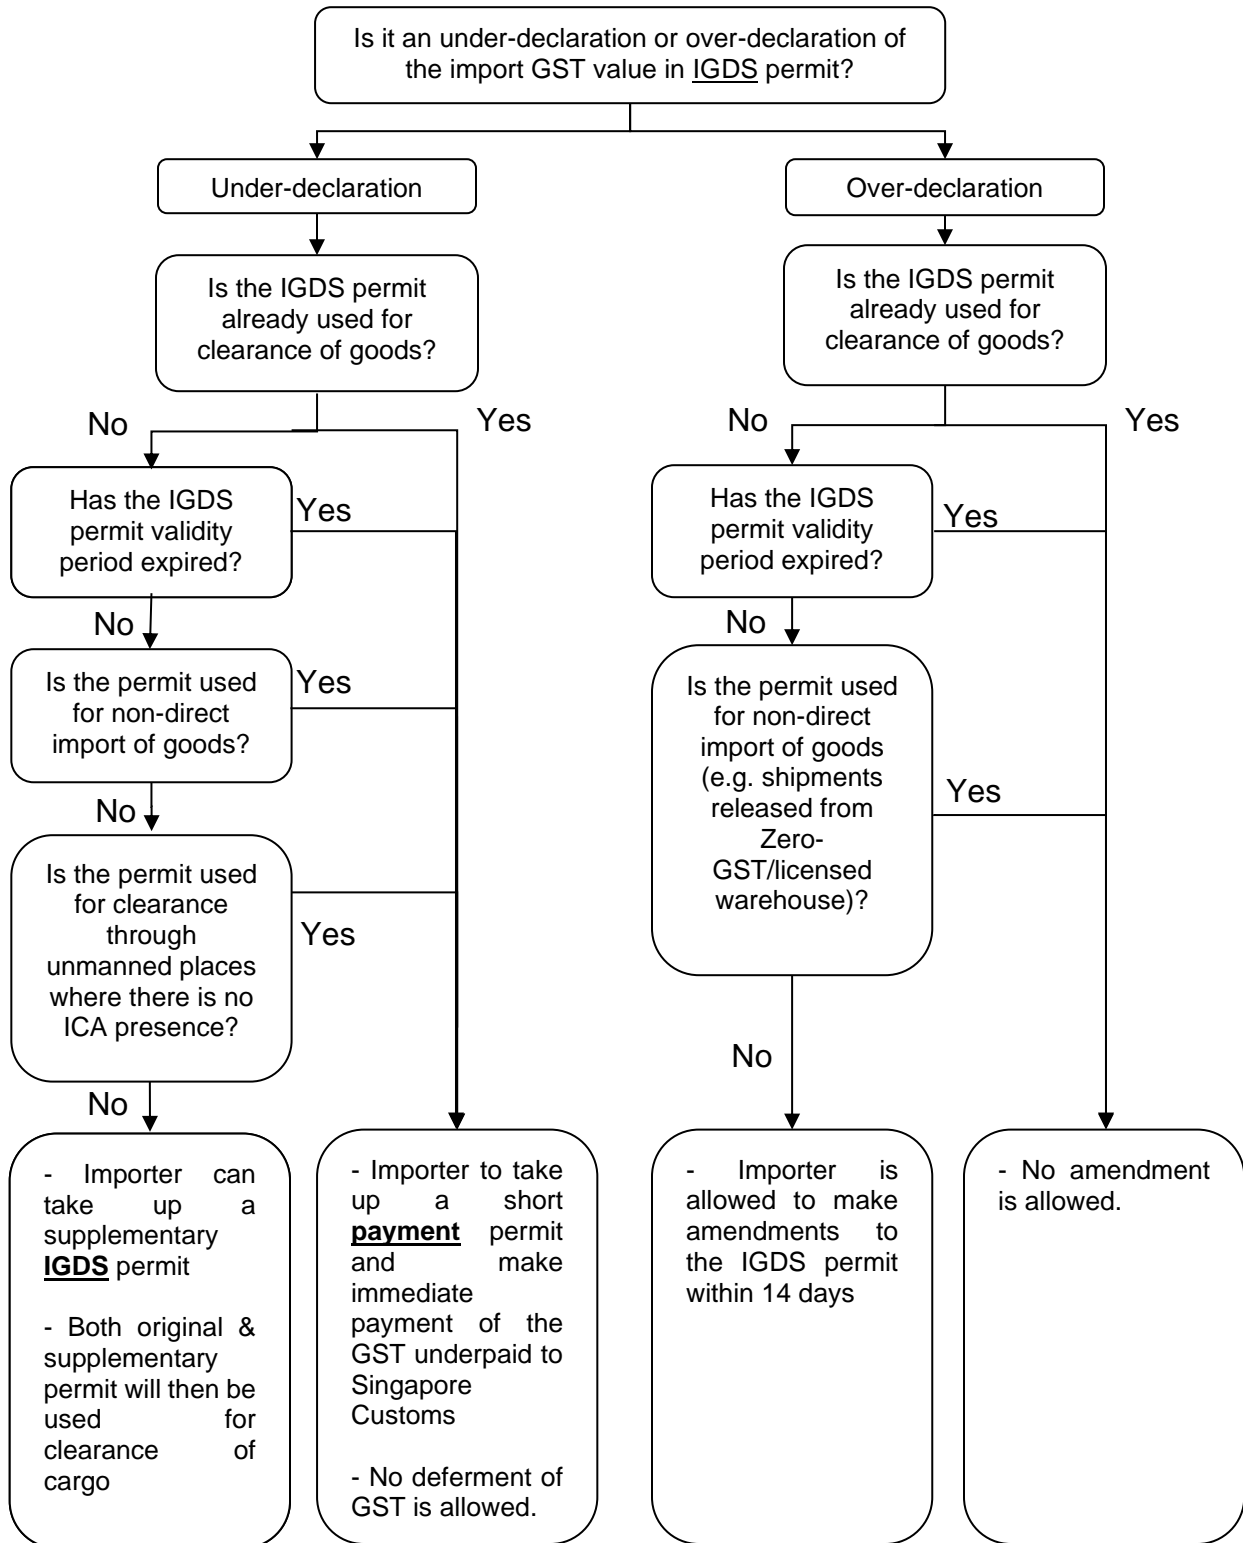 Is it an under-declaration or over-declaration of
the import GST value in IGDS permit?
Under-declaration
Over-declaration
Is the IGDS permit
already used for
clearance of goods?
Is the IGDS permit
already used for
clearance of goods?
No
Yes
No
Yes
Has the IGDS
permit validity
period expired?
Yes
Has the IGDS
permit validity
period expired?
Yes
No
No
Is the permit used
for non-direct
import of goods?
Yes
Is the permit used
for non-direct
import of goods
(e.g. shipments
released from
Zero-
GST/licensed
warehouse)?
Yes
No
Is the permit used
for clearance
through
unmanned places
where there is no
ICA presence?
Yes
No
No
- Importer can
take up a
supplementary
IGDS permit
- Both original &
supplementary
permit will then be
used for
clearance of
cargo
- Importer to take
up a short
payment permit
and make
immediate
payment of the
GST underpaid to
Singapore
Customs
- No deferment of
GST is allowed.
- Importer is
allowed to make
amendments to
the IGDS permit
within 14 days
- No amendment
is allowed.